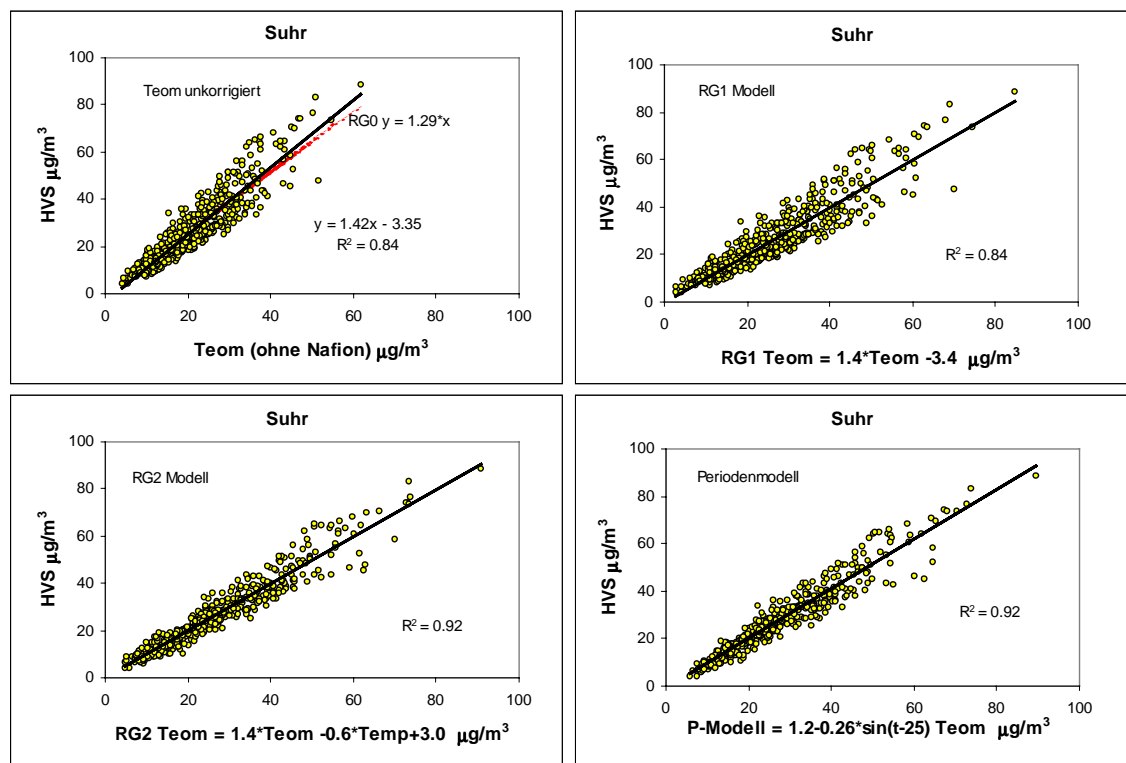 Suhr
100
80
60
40
20
0
HVS μg/m³
Teom unkorrigiert
RG0 y = 1.29*x
y = 1.42x - 3.35
R² = 0.84
0 20 40 60 80 100
Teom (ohne Nafion) μg/m³
Suhr
100
80
60
40
20
0
HVS μg/m³
RG1 Modell
R² = 0.84
0 20 40 60 80 100
RG1 Teom = 1.4*Teom -3.4 μg/m³
Suhr
100
80
60
40
20
0
HVS μg/m³
RG2 Modell
R² = 0.92
0 20 40 60 80 100
RG2 Teom = 1.4*Teom -0.6*Temp+3.0 μg/m³
Suhr
100
80
60
40
20
0
HVS μg/m³
Periodenmodell
R² = 0.92
0 20 40 60 80 100
P-Modell = 1.2-0.26*sin(t-25) Teom μg/m³